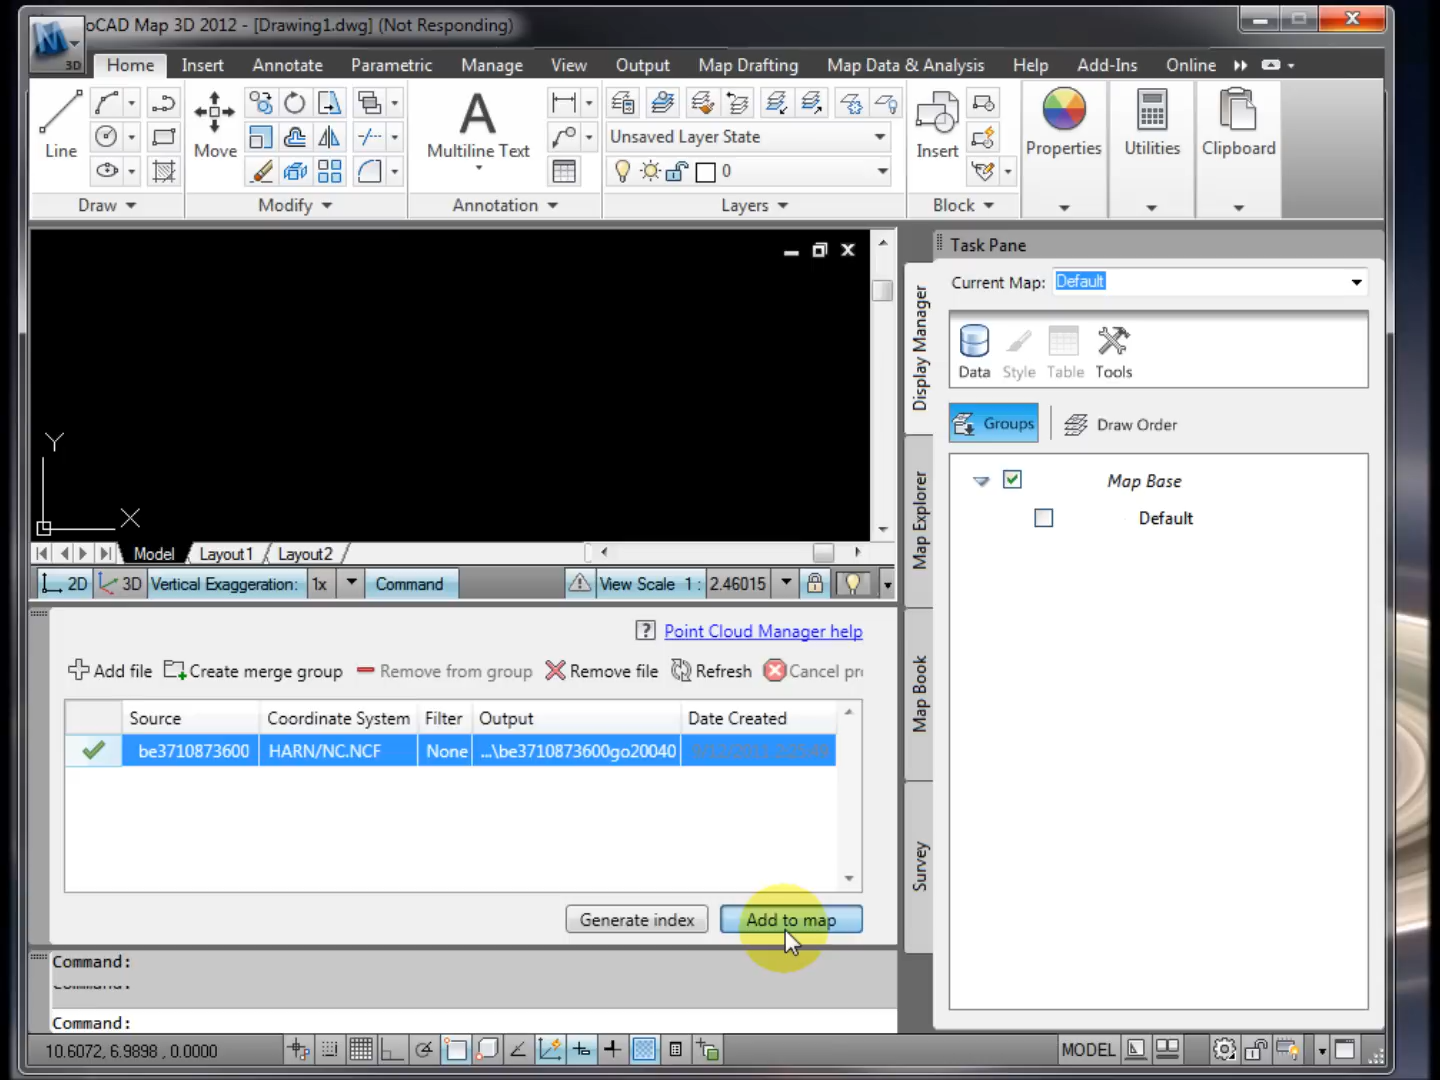 oCAD Map 3D 2012 - [Drawing1.dwg] (Not Responding)
3D
Home Insert Annotate Parametric Manage View Output Map Drafting Map Data & Analysis Help Add-Ins Online
Line Move A Multiline Text Unsaved Layer State Insert Properties Utilities Clipboard
0
Draw Modify Annotation Layers Block
Y
X
Model Layout1 Layout2
2D 3D Vertical Exaggeration: 1x Command View Scale 1 : 2.46015
? Point Cloud Manager help
Add file Create merge group Remove from group Remove file Refresh Cancel pr
Source Coordinate System Filter Output Date Created
be3710873600 HARN/NC.NCF None ...\be3710873600go20040
Generate index Add to map
Command:
Command:
Command:
10.6072, 6.9898 , 0.0000
MODEL
Task Pane
Current Map: Default
Data Style Table Tools
Groups Draw Order
Map Base
Default
Display Manager
Map Explorer
Map Book
Survey